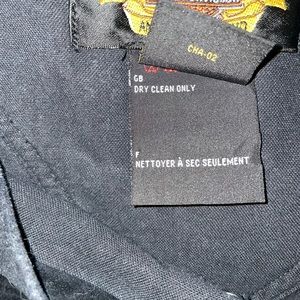 CHA-02
GB
DRY CLEAN ONLY
F
NETTOYER À SEC SEULEMENT